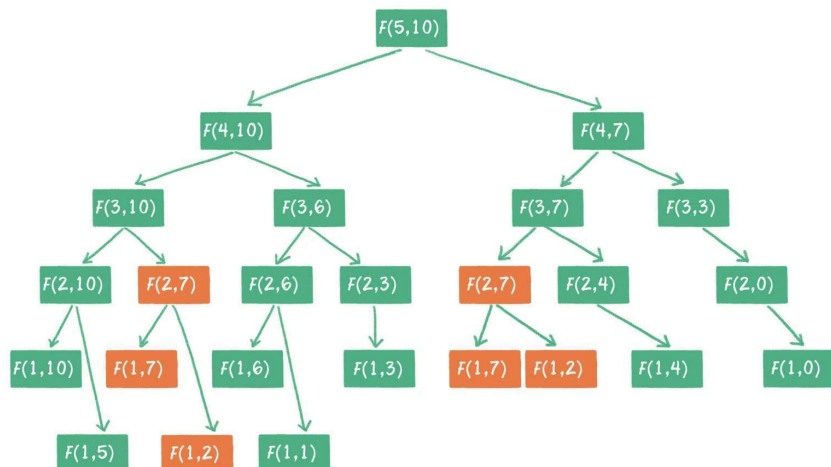 F(5,10)
F(4,10) F(4,7)
F(3,10) F(3,6) F(3,7) F(3,3)
F(2,10) F(2,7) F(2,6) F(2,3) F(2,7) F(2,4) F(2,0)
F(1,10) F(1,7) F(1,6) F(1,3) F(1,7) F(1,2) F(1,4) F(1,0)
F(1,5) F(1,2) F(1,1)